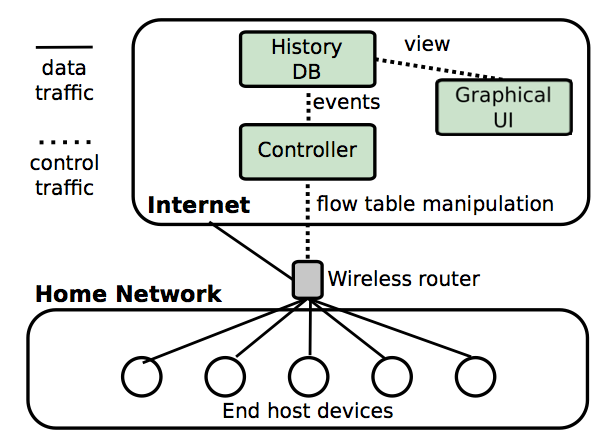 data
traffic
control
traffic
History
DB
view
Graphical
UI
events
Controller
Internet
flow table manipulation
Wireless router
Home Network
End host devices